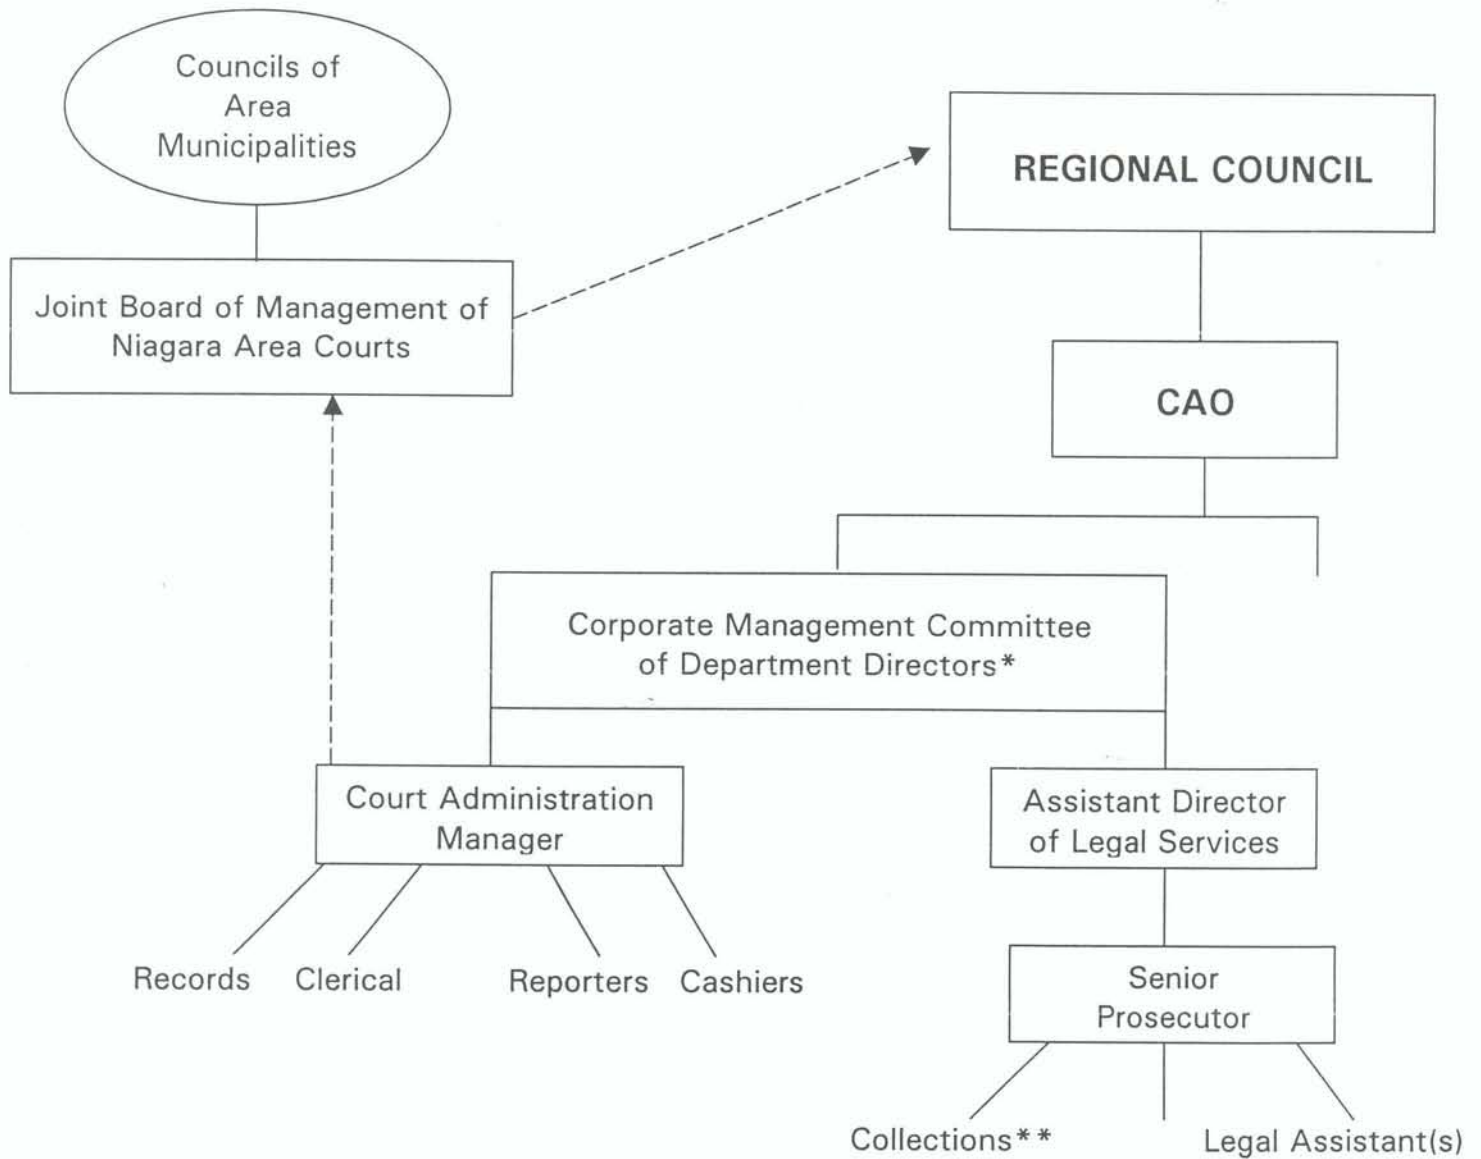 Councils of
Area
Municipalities
REGIONAL COUNCIL
Joint Board of Management of
Niagara Area Courts
CAO
Corporate Management Committee
of Department Directors*
Court Administration
Manager
Assistant Director
of Legal Services
Records Clerical Reporters Cashiers
Senior
Prosecutor
Collections** Legal Assistant(s)